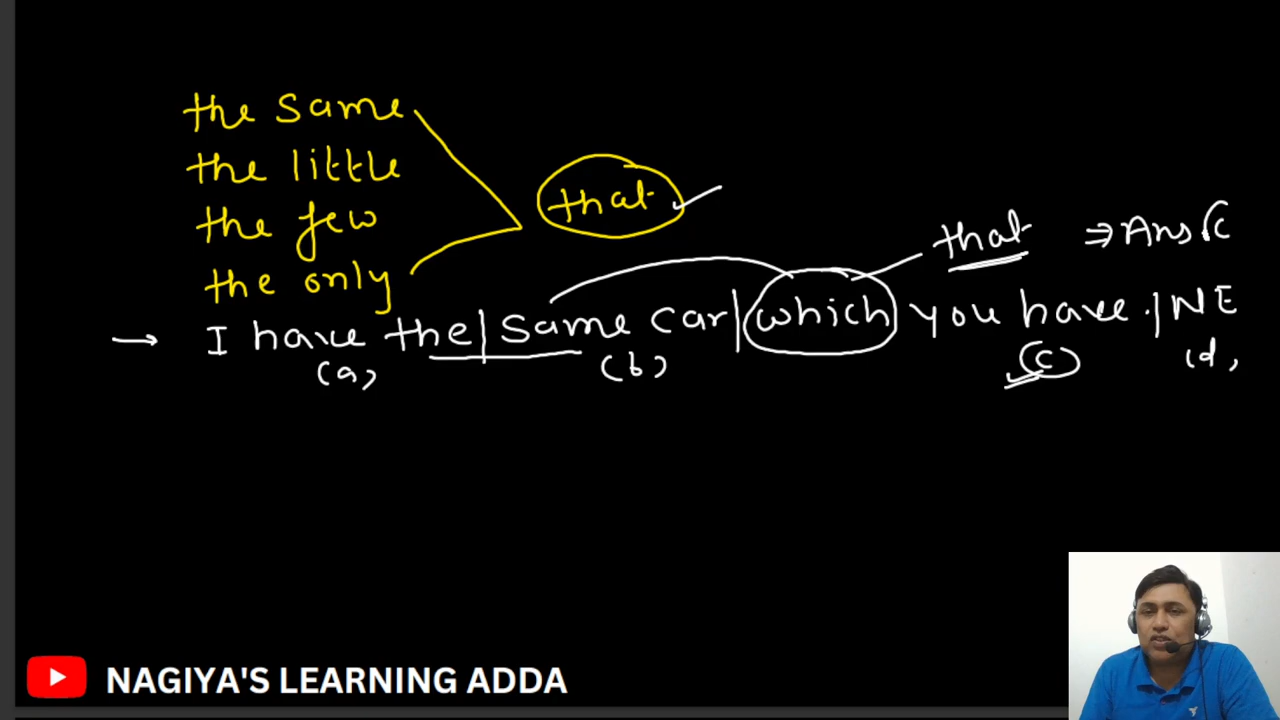 the same
the little
the few
the only
that
that ⇒ Ans (C
→ I have the | same car | which you have. | NE
(a) (b) (c) (d)
NAGIYA'S LEARNING ADDA